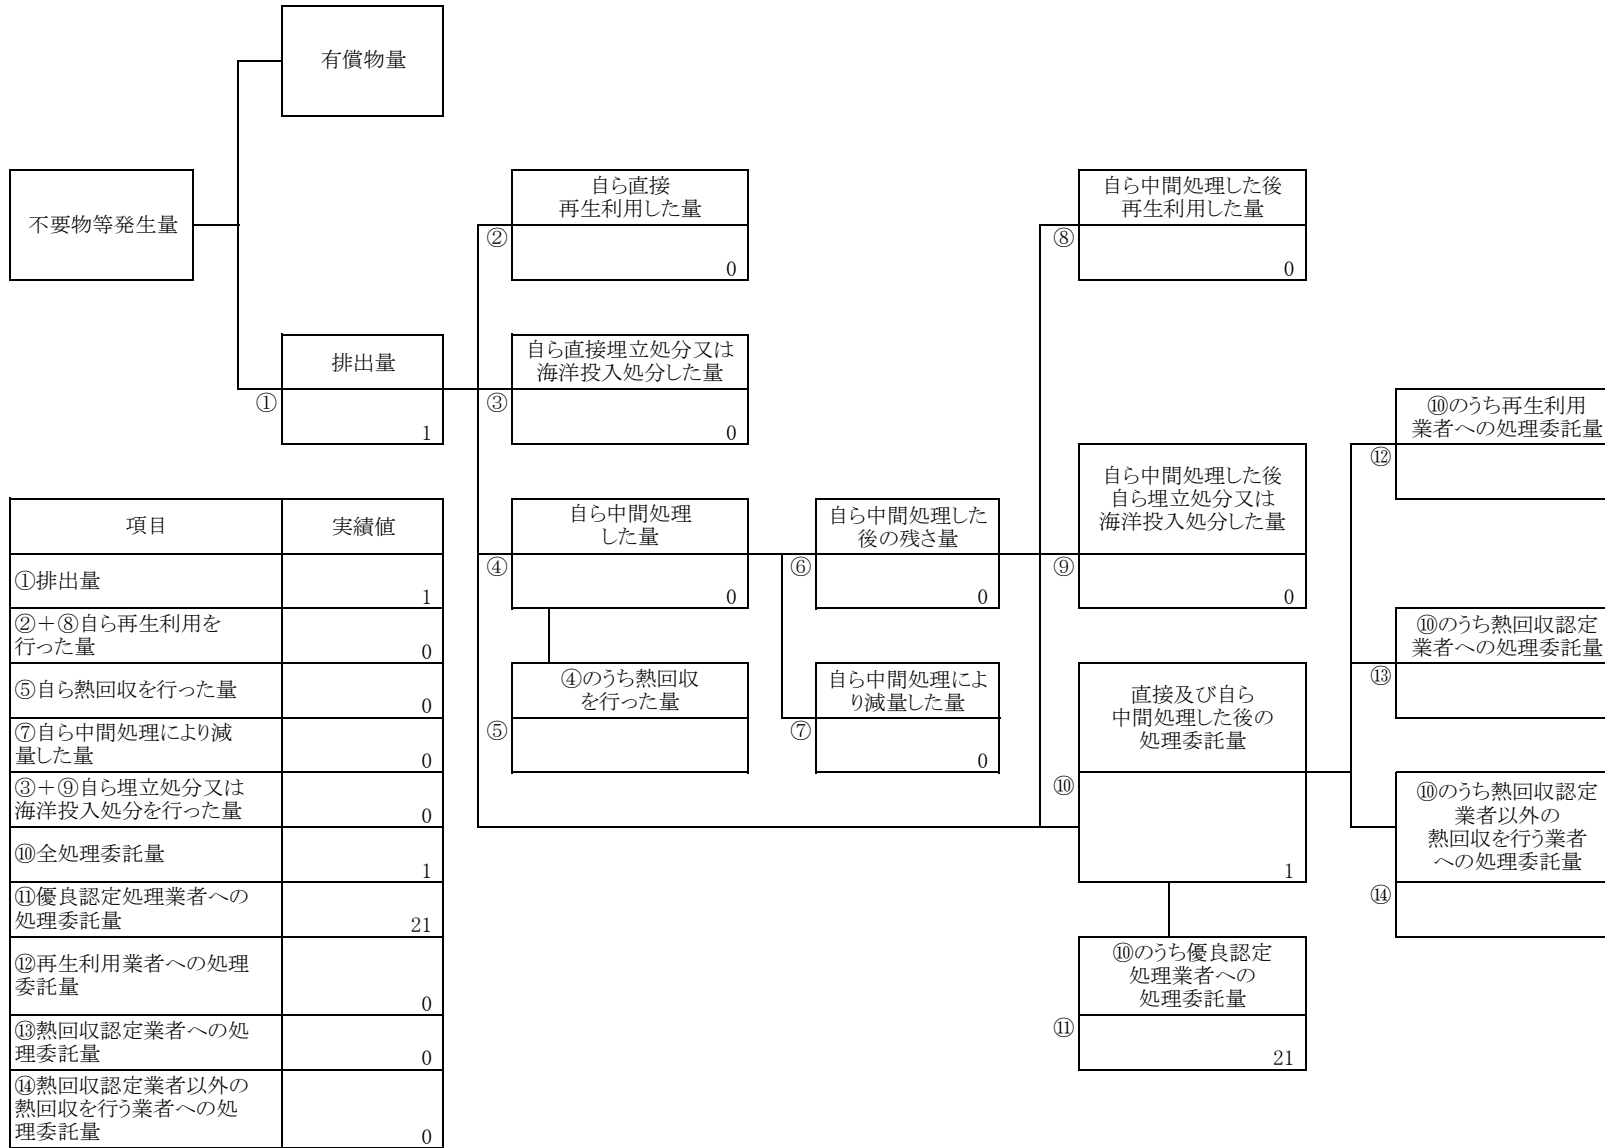 有償物量
不要物等発生量
自ら直接
再生利用した量
②
0
自ら中間処理した後
再生利用した量
⑧
0
排出量
①
1
自ら直接埋立処分又は
海洋投入処分した量
③
0
⑩のうち再生利用
業者への処理委託量
⑫
自ら中間処理
した量
④
0
自ら中間処理した
後の残さ量
⑥
0
自ら中間処理した後
自ら埋立処分又は
海洋投入処分した量
⑨
0
⑩のうち熱回収認定
業者への処理委託量
⑬
④のうち熱回収
を行った量
⑤
自ら中間処理によ
り減量した量
⑦
0
直接及び自ら
中間処理した後の
処理委託量
⑩
1
⑩のうち熱回収認定
業者以外の
熱回収を行う業者
への処理委託量
⑭
⑩のうち優良認定
処理業者への
処理委託量
⑪
21
項目 実績値
①排出量
1
②+⑧自ら再生利用を
行った量
0
⑤自ら熱回収を行った量
0
⑦自ら中間処理により減
量した量
0
③+⑨自ら埋立処分又は
海洋投入処分を行った量
0
⑩全処理委託量
1
⑪優良認定処理業者への
処理委託量
21
⑫再生利用業者への処理
委託量
0
⑬熱回収認定業者への処
理委託量
0
⑭熱回収認定業者以外の
熱回収を行う業者への処
理委託量
0